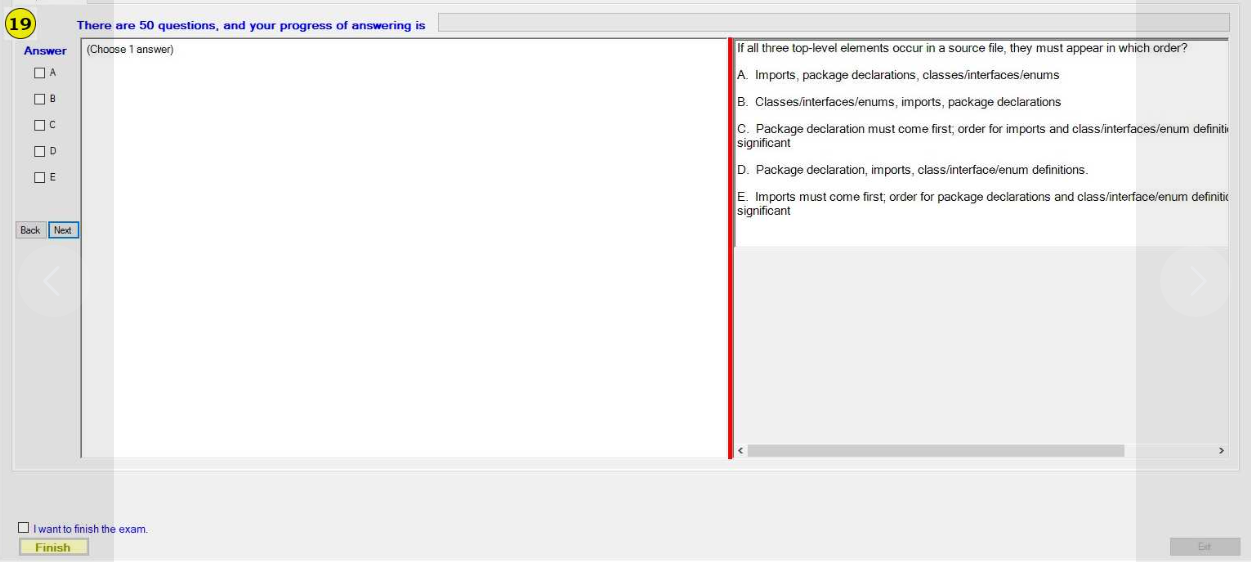 19
There are 50 questions, and your progress of answering is
Answer
(Choose 1 answer)
A
B
C
D
E
Back Next
If all three top-level elements occur in a source file, they must appear in which order?
A. Imports, package declarations, classes/interfaces/enums
B. Classes/interfaces/enums, imports, package declarations
C. Package declaration must come first; order for imports and class/interfaces/enum definiti
significant
D. Package declaration, imports, class/interface/enum definitions.
E. Imports must come first; order for package declarations and class/interface/enum definitio
significant
I want to finish the exam.
Finish
Exit